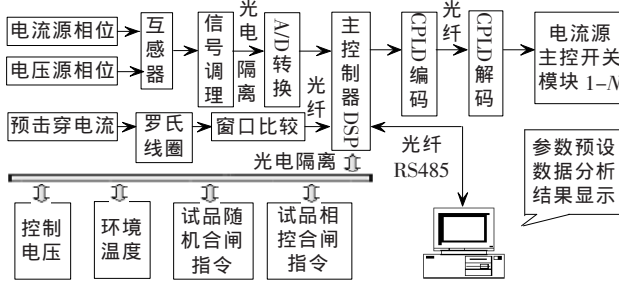 电流源相位
电压源相位
互感器
信号调理
光电隔离
A/D转换
主控制器DSP
CPLD编码
光纤
CPLD解码
电流源
主控开关
模块1-N
预击穿电流
罗氏
线圈
窗口比较
光纤
光电隔离
光纤
RS485
参数预设
数据分析
结果显示
控制
电压
环境
温度
试品随
机合闸
指令
试品相
控合闸
指令